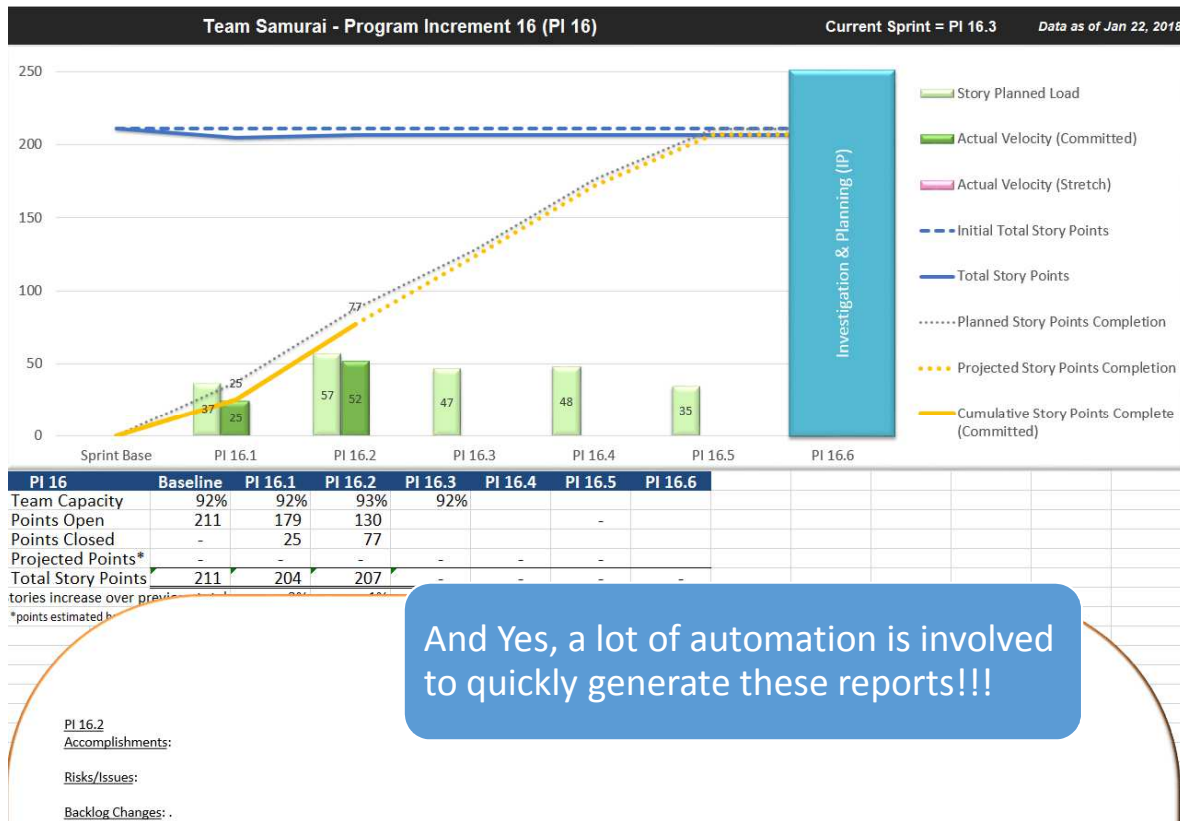 Team Samurai - Program Increment 16 (PI 16) Current Sprint = PI 16.3 Data as of Jan 22, 2018
250
200
150
100
50
0
77
25
37
25
57
52
47
48
35
Investigation & Planning (IP)
Sprint Base PI 16.1 PI 16.2 PI 16.3 PI 16.4 PI 16.5 PI 16.6
Story Planned Load
Actual Velocity (Committed)
Actual Velocity (Stretch)
Initial Total Story Points
Total Story Points
Planned Story Points Completion
Projected Story Points Completion
Cumulative Story Points Complete
(Committed)
PI 16 Baseline PI 16.1 PI 16.2 PI 16.3 PI 16.4 PI 16.5 PI 16.6
Team Capacity 92% 92% 93% 92%
Points Open 211 179 130 -
Points Closed - 25 77
Projected Points* - - - - - -
Total Story Points 211 204 207 - - - -
tories increase over
*points estimated
And Yes, a lot of automation is involved
to quickly generate these reports!!!
PI 16.2
Accomplishments:
Risks/Issues:
Backlog Changes: .